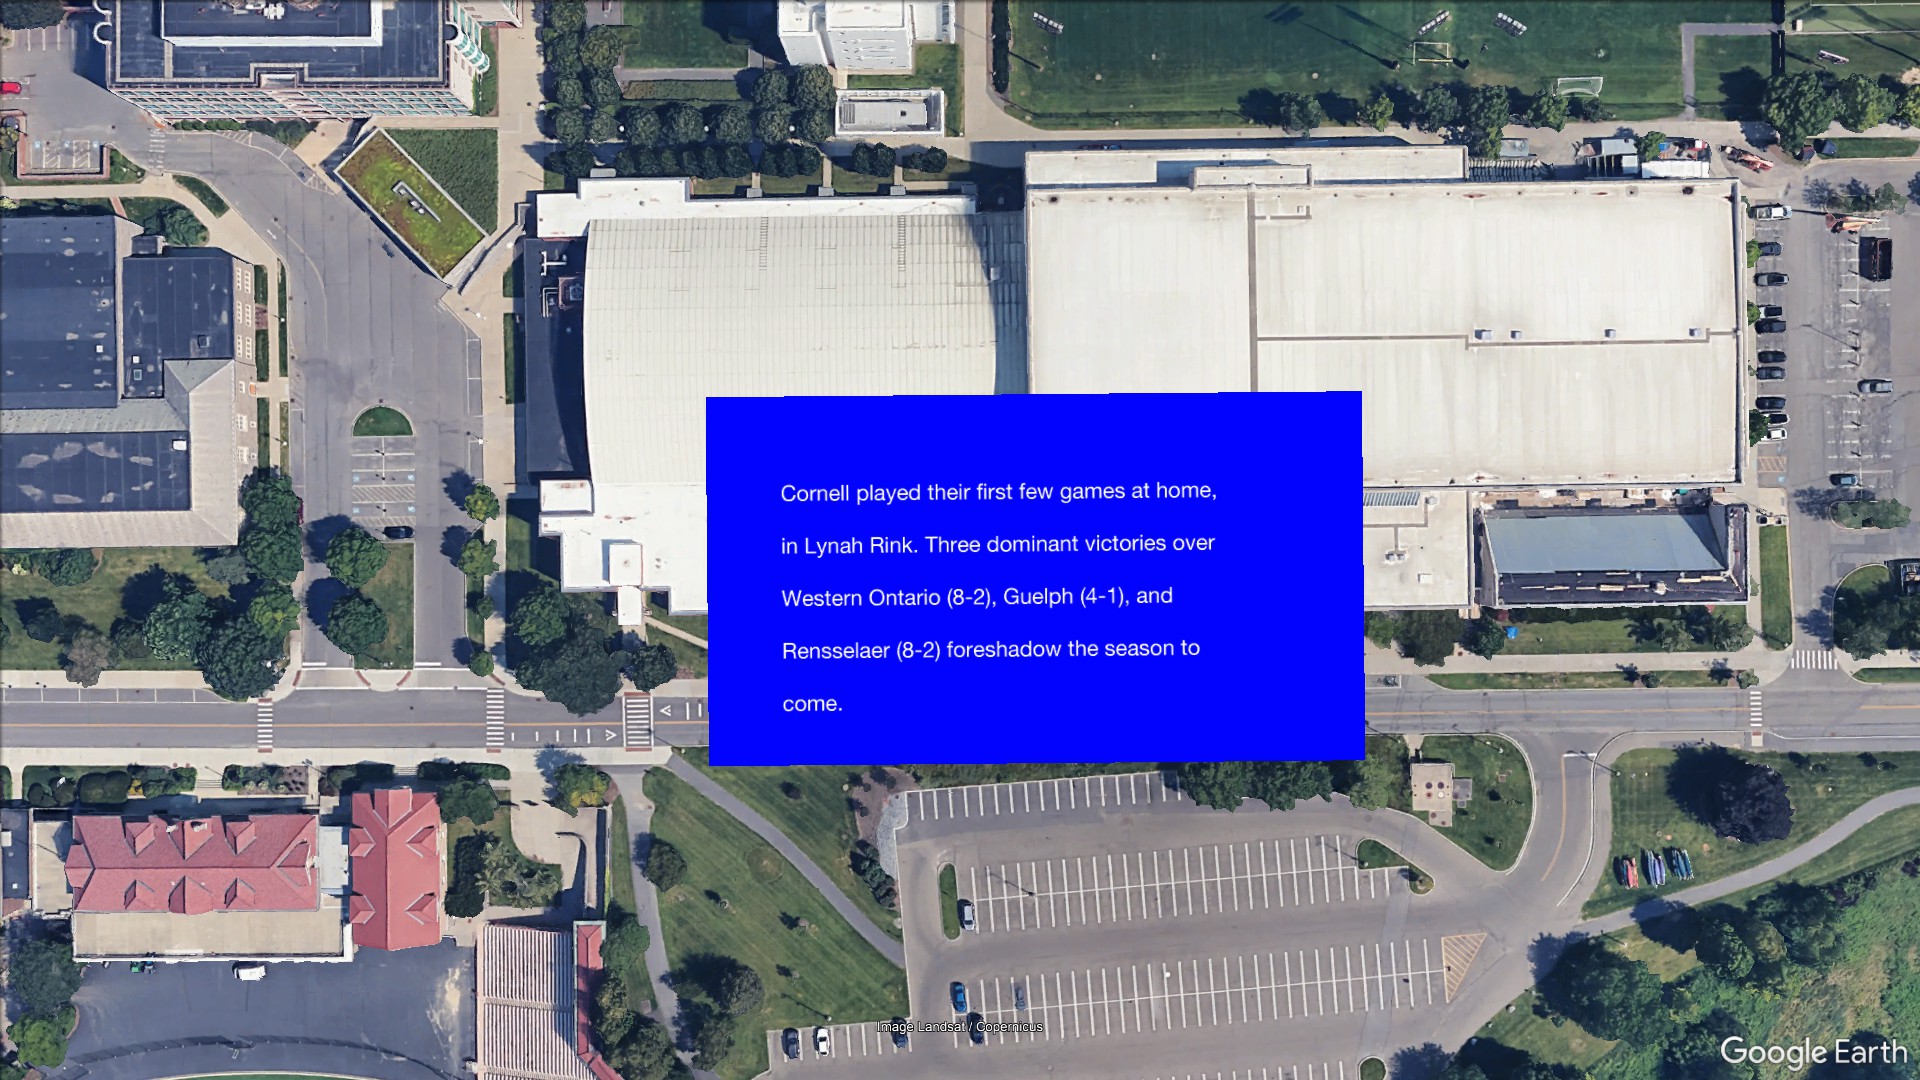 Cornell played their first few games at home,
in Lynah Rink. Three dominant victories over
Western Ontario (8-2), Guelph (4-1), and
Rensselaer (8-2) foreshadow the season to
come.
Image Landsat / Copernicus
Google Earth